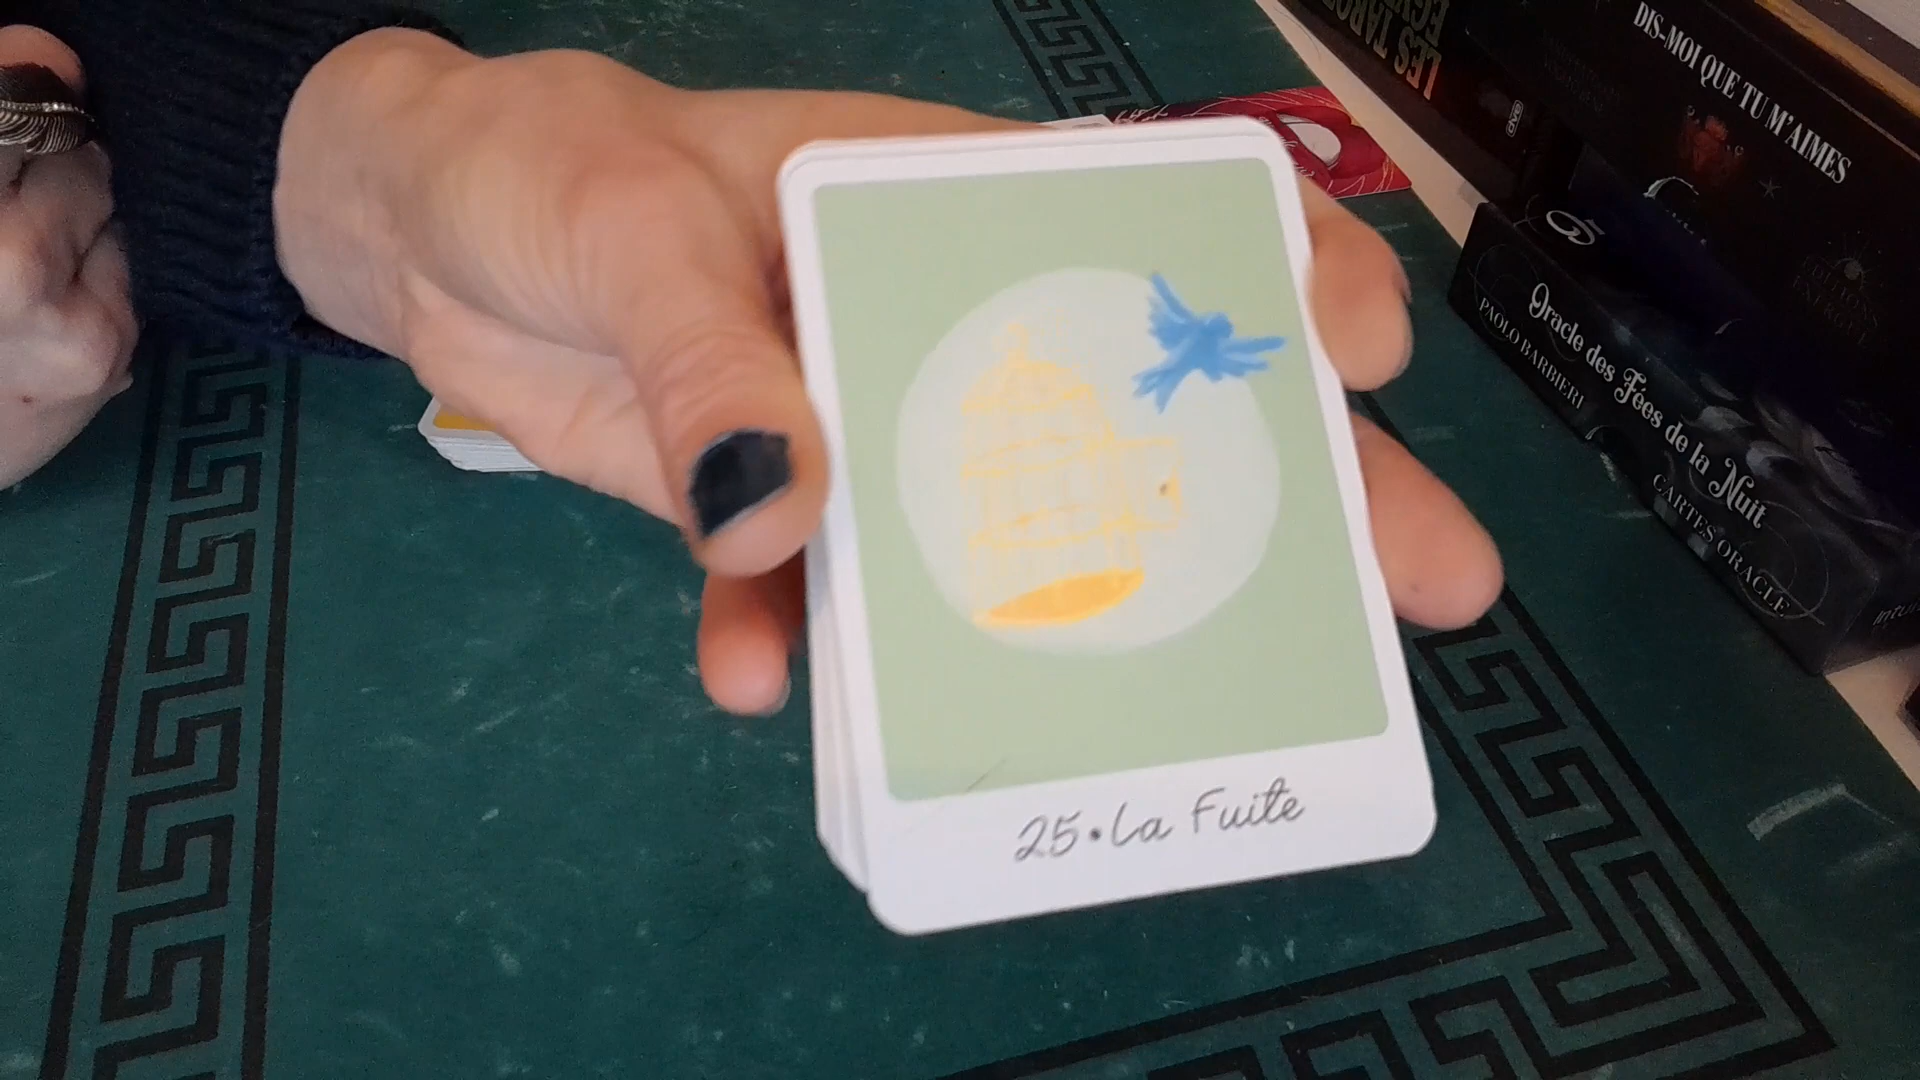 LES TAROT
DIS-MOI QUE TU M'AIMES
Oracle des Fées de la Nuit
PAOLO BARBIERI
CARTES ORACLE
25 • La Fuite